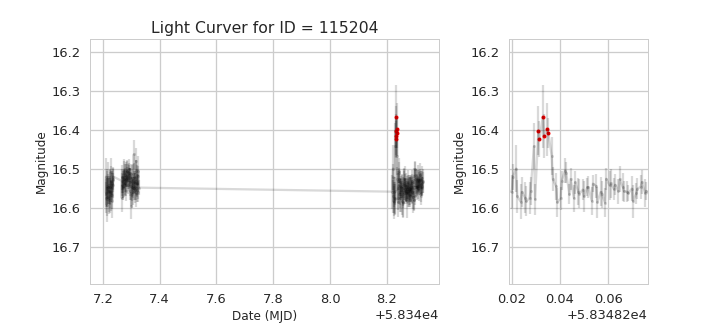 Light Curver for ID = 115204
16.2
16.3
16.4
16.5
16.6
16.7
Magnitude
7.2 7.4 7.6 7.8 8.0 8.2
Date (MJD)
+5.834e4
16.2
16.3
16.4
16.5
16.6
16.7
Magnitude
0.02 0.04 0.06
+5.83482e4